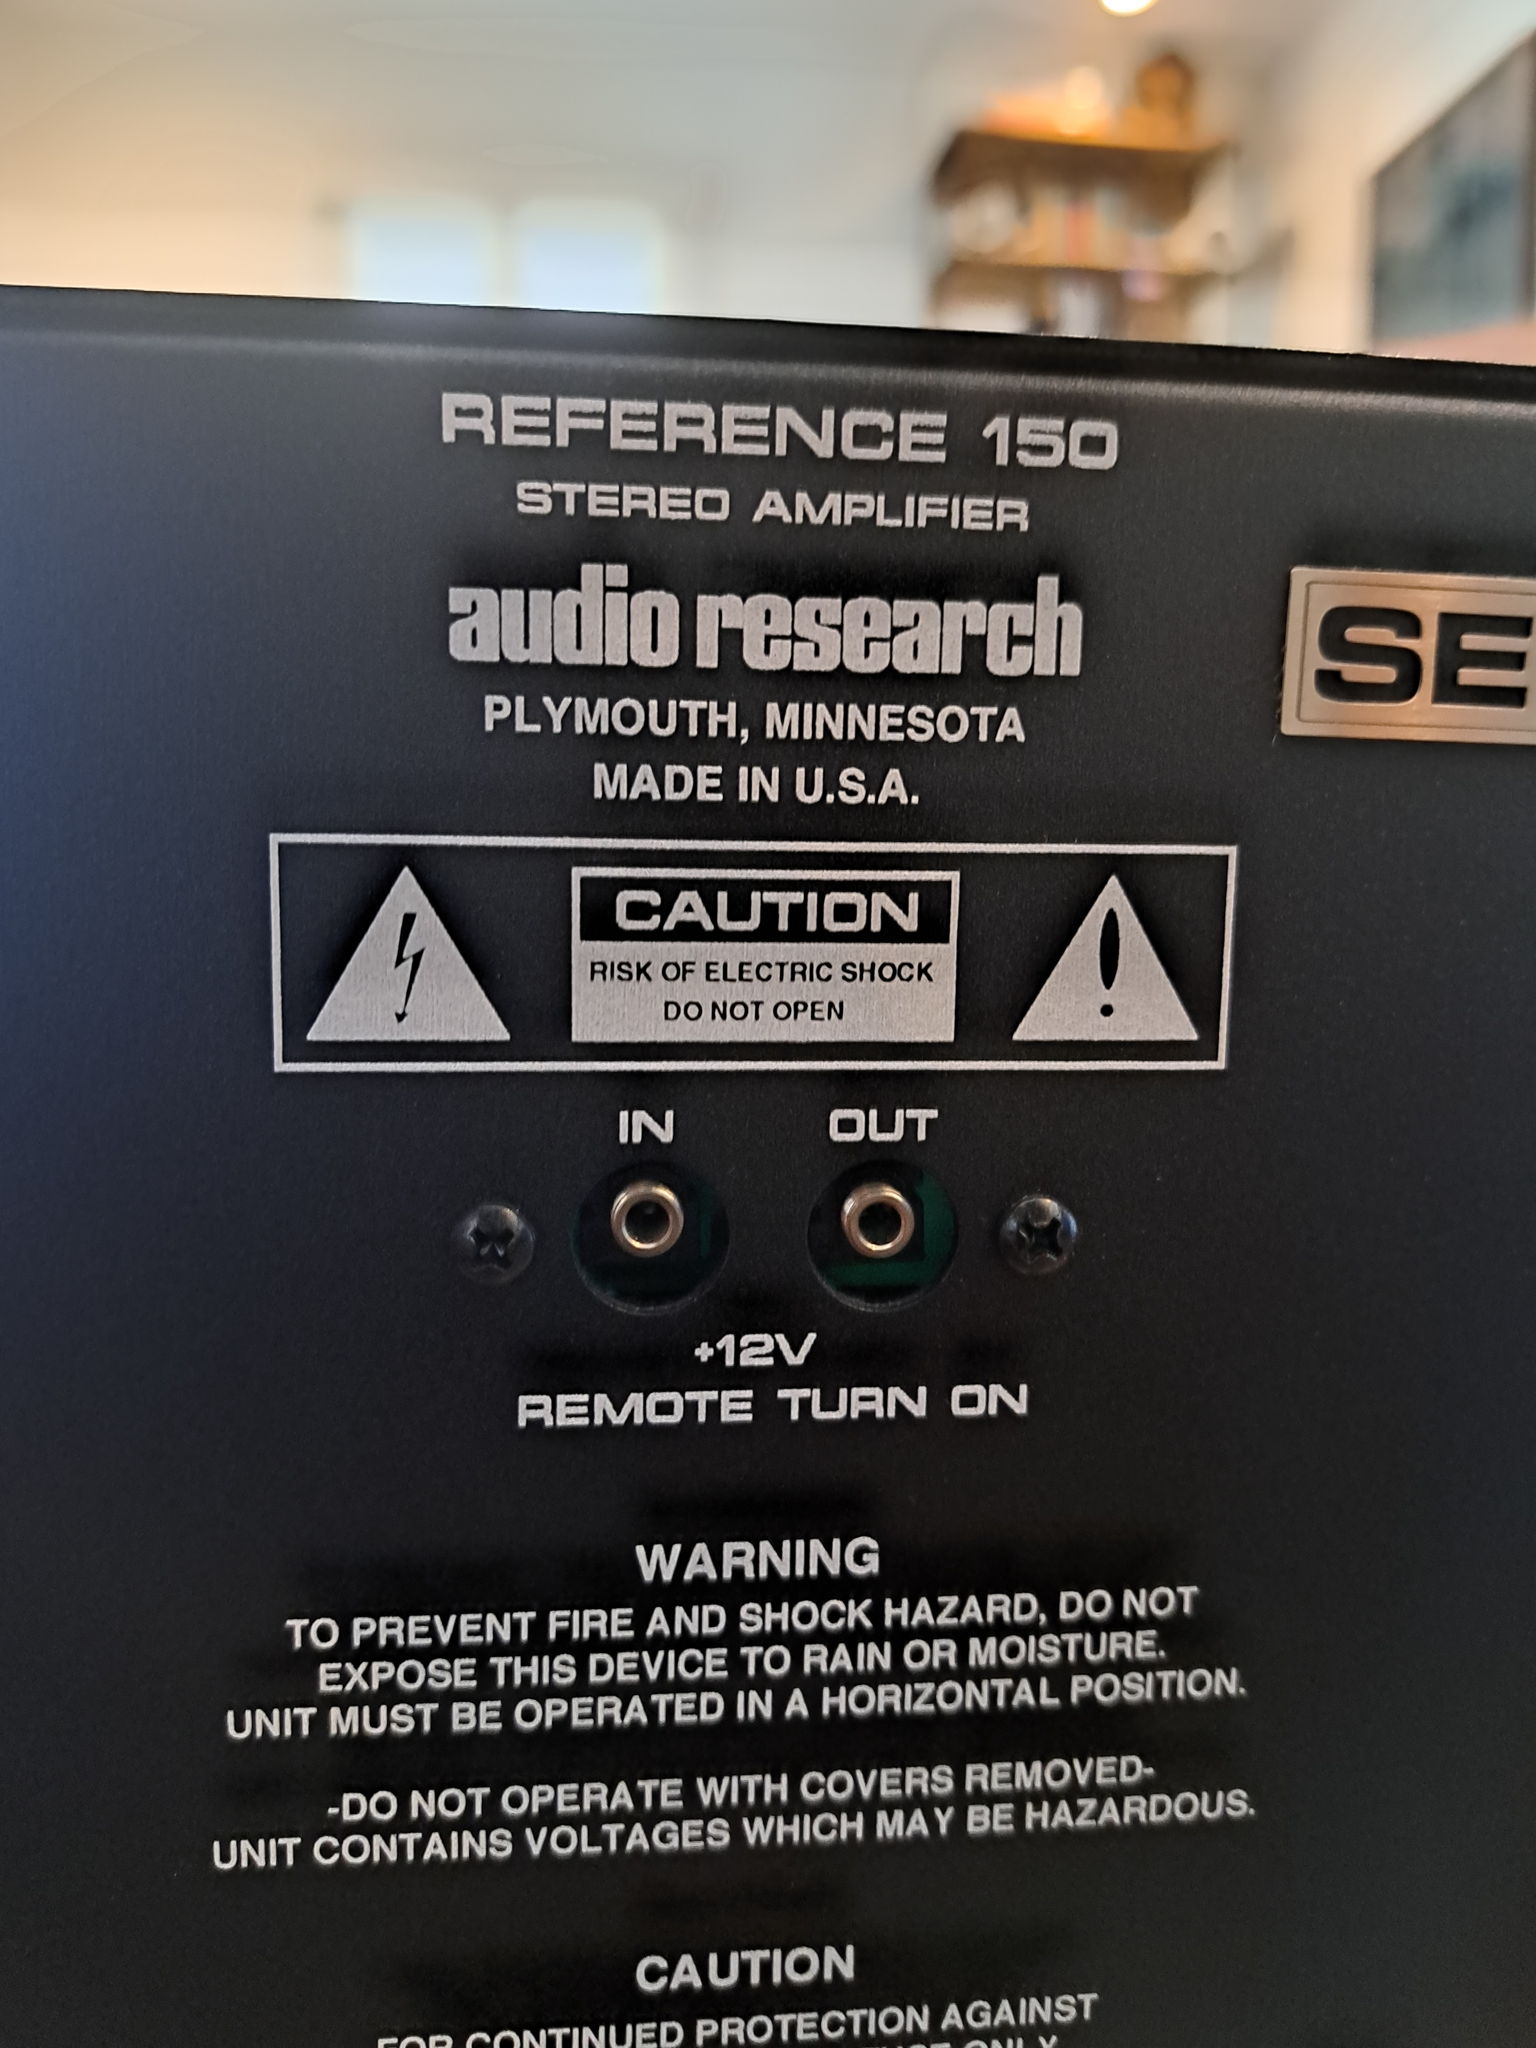 REFERENCE 150
STEREO AMPLIFIER
audio research
SE
PLYMOUTH, MINNESOTA
MADE IN U.S.A.
CAUTION
RISK OF ELECTRIC SHOCK
DO NOT OPEN
IN OUT
+12V
REMOTE TURN ON
WARNING
TO PREVENT FIRE AND SHOCK HAZARD, DO NOT
EXPOSE THIS DEVICE TO RAIN OR MOISTURE.
UNIT MUST BE OPERATED IN A HORIZONTAL POSITION.
-DO NOT OPERATE WITH COVERS REMOVED-
UNIT CONTAINS VOLTAGES WHICH MAY BE HAZARDOUS.
CAUTION
FOR CONTINUED PROTECTION AGAINST
ONLY